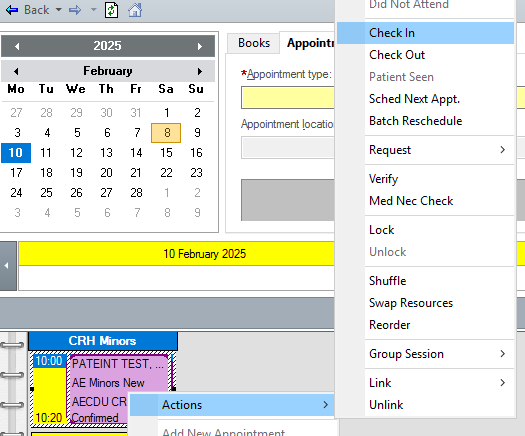 Back
Did Not Attend
Check In
Check Out
Patient Seen
Sched Next Appt.
Batch Reschedule
Request
Verify
Med Nec Check
Lock
Unlock
Shuffle
Swap Resources
Reorder
Group Session
Link
Unlink
2025
February
Mo Tu We Th Fr Sa Su
27 28 29 30 31 1 2
3 4 5 6 7 8 9
10 11 12 13 14 15 16
17 18 19 20 21 22 23
24 25 26 27 28 1 2
3 4 5 6 7 8 9
Books Appoint
*Appointment type:
Appointment locatio
10 February 2025
CRH Minors
10:00 PATEINT TEST, ...
AE Minors New
AECDU CR
10:20 Confirmed
Actions
Add New Appointment